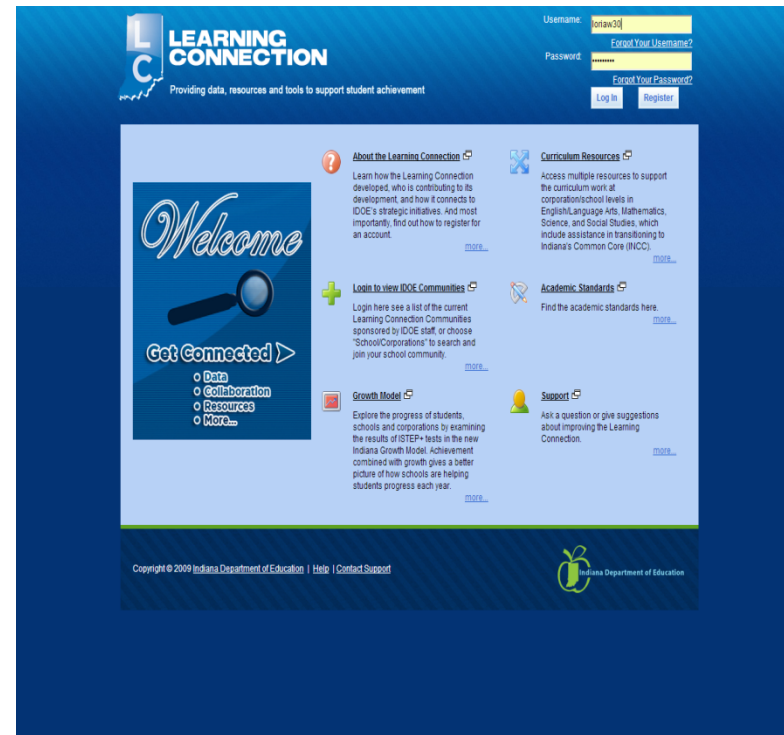 L
C
LEARNING
CONNECTION
Providing data, resources and tools to support student achievement
Username: loriaw30
Forgot Your Username?
Password: •••••••••
Forgot Your Password?
Log In Register
Welcome
Get Connected
Data
Collaboration
Resources
More...
About the Learning Connection
Learn how the Learning Connection
developed, who is contributing to its
development, and how it connects to
IDOE's strategic initiatives. And most
importantly, find out how to register for
an account.
more...
Curriculum Resources
Access multiple resources to support
the curriculum work at
corporation/school levels in
English/Language Arts, Mathematics,
Science, and Social Studies, which
include assistance in transitioning to
Indiana's Common Core (INCC).
more...
Login to view IDOE Communities
Login here see a list of the current
Learning Connection Communities
sponsored by IDOE staff, or choose
"School/Corporations" to search and
join your school community.
more...
Academic Standards
Find the academic standards here.
more...
Growth Model
Explore the progress of students,
schools and corporations by examining
the results of ISTEP+ tests in the new
Indiana Growth Model. Achievement
combined with growth gives a better
picture of how schools are helping
students progress each year.
more...
Support
Ask a question or give suggestions
about improving the Learning
Connection.
more...
Copyright © 2009 Indiana Department of Education | Help | Contact Support
Indiana Department of Education